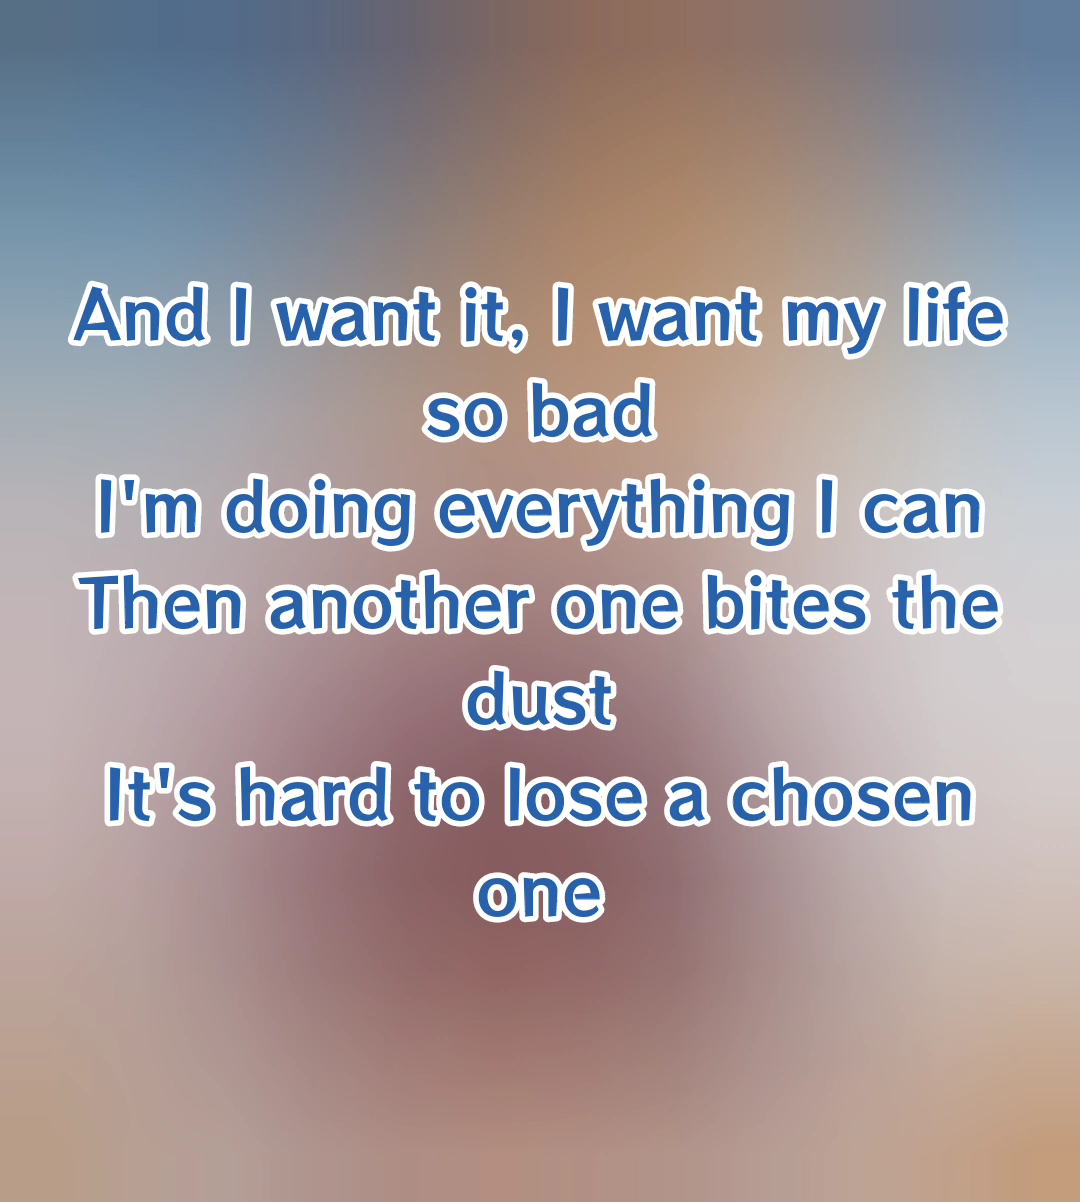 And I want it, I want my life
so bad
I'm doing everything I can
Then another one bites the
dust
It's hard to lose a chosen
one